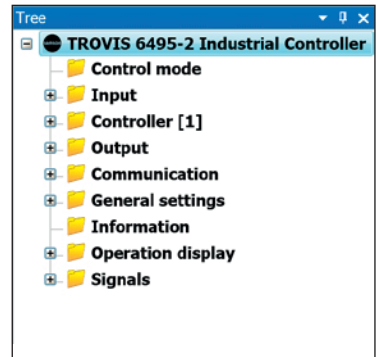 Tree
TROVIS 6495-2 Industrial Controller
Control mode
Input
Controller [1]
Output
Communication
General settings
Information
Operation display
Signals